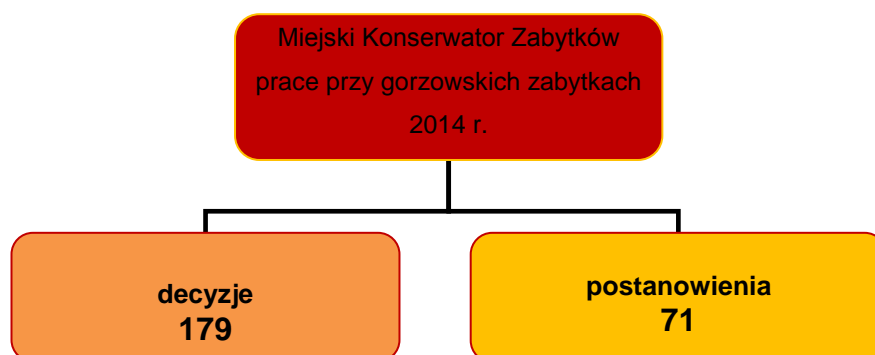 Miejski Konserwator Zabytków
prace przy gorzowskich zabytkach
2014 r.
decyzje
179
postanowienia
71